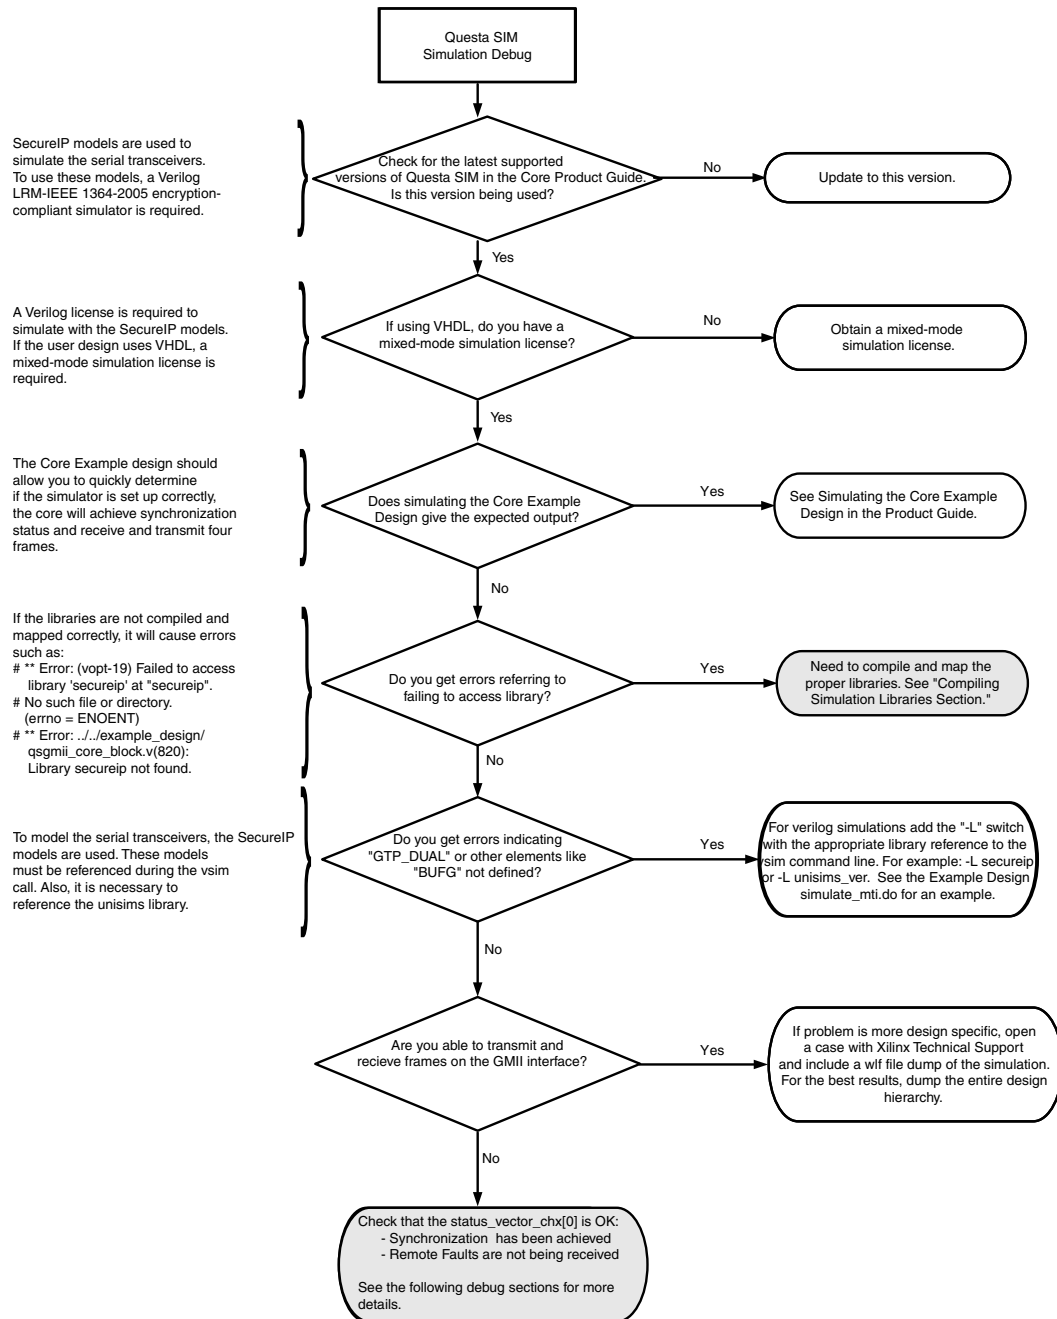 Questa SIM
Simulation Debug
SecureIP models are used to
simulate the serial transceivers.
To use these models, a Verilog
LRM-IEEE 1364-2005 encryption-
compliant simulator is required.
Check for the latest supported
versions of Questa SIM in the Core Product Guide.
Is this version being used?
No
Update to this version.
Yes
A Verilog license is required to
simulate with the SecureIP models.
If the user design uses VHDL, a
mixed-mode simulation license is
required.
If using VHDL, do you have a
mixed-mode simulation license?
No
Obtain a mixed-mode
simulation license.
Yes
The Core Example design should
allow you to quickly determine
if the simulator is set up correctly,
the core will achieve synchronization
status and receive and transmit four
frames.
Does simulating the Core Example
Design give the expected output?
Yes
See Simulating the Core Example
Design in the Product Guide.
No
If the libraries are not compiled and
mapped correctly, it will cause errors
such as:
# ** Error: (vopt-19) Failed to access
library 'secureip' at "secureip".
# No such file or directory.
(errno = ENOENT)
# ** Error: ../../example_design/
qsgmii_core_block.v(820):
Library secureip not found.
Do you get errors referring to
failing to access library?
Yes
Need to compile and map the
proper libraries. See "Compiling
Simulation Libraries Section."
No
To model the serial transceivers, the SecureIP
models are used. These models
must be referenced during the vsim
call. Also, it is necessary to
reference the unisims library.
Do you get errors indicating
"GTP_DUAL" or other elements like
"BUFG" not defined?
Yes
For verilog simulations add the "-L" switch
with the appropriate library reference to the
vsim command line. For example: -L secureip
or -L unisims_ver. See the Example Design
simulate_mti.do for an example.
No
Are you able to transmit and
recieve frames on the GMII interface?
Yes
If problem is more design specific, open
a case with Xilinx Technical Support
and include a wlf file dump of the simulation.
For the best results, dump the entire design
hierarchy.
No
Check that the status_vector_chx[0] is OK:
- Synchronization has been achieved
- Remote Faults are not being received
See the following debug sections for more
details.